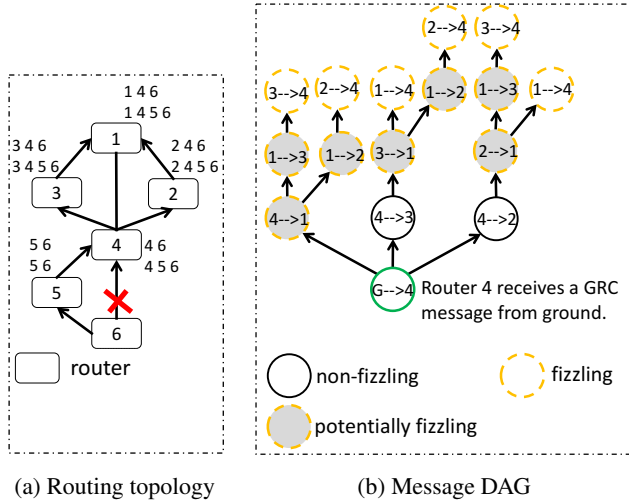 1 4 6
1 4 5 6
1
3 4 6
3 4 5 6
2 4 6
2 4 5 6
3
2
4
4 6
4 5 6
5 6
5 6
5
6
router
(a) Routing topology
2-->4
3-->4
3-->4
2-->4
1-->4
1-->2
1-->3
1-->4
1-->3
1-->2
3-->1
2-->1
4-->1
4-->3
4-->2
G-->4
Router 4 receives a GRC
message from ground.
non-fizzling
fizzling
potentially fizzling
(b) Message DAG